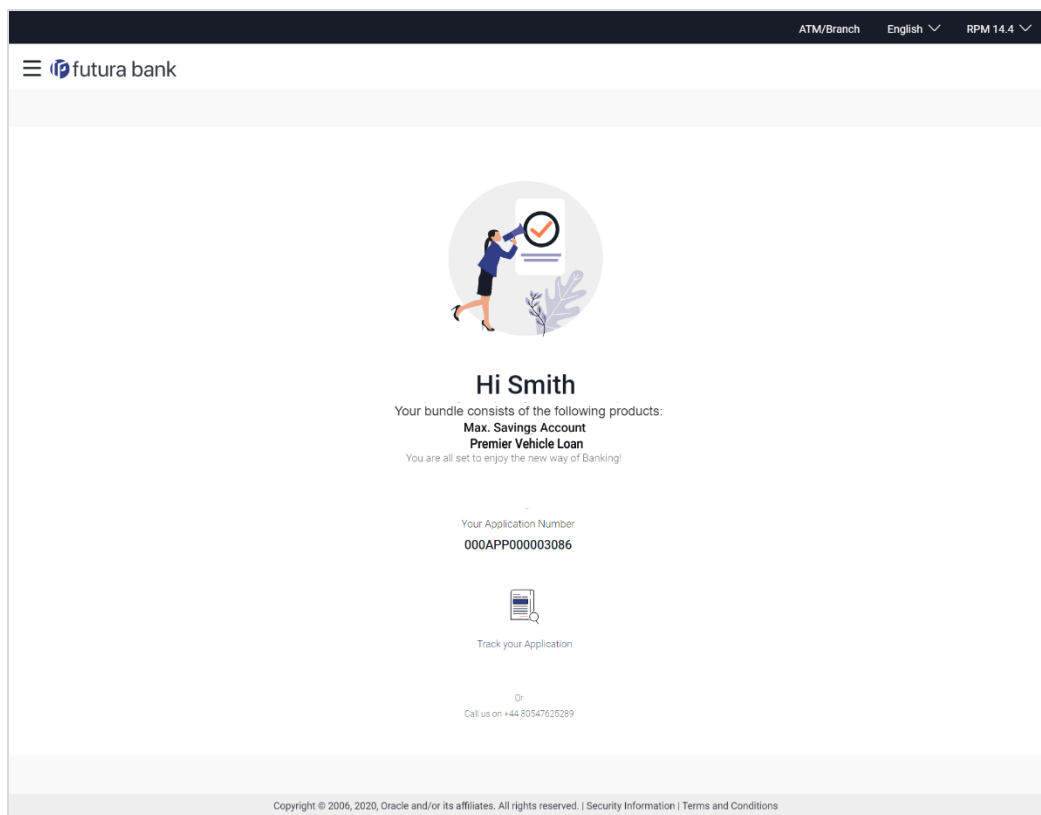 ATM/Branch English RPM 14.4
futura bank
Hi Smith
Your bundle consists of the following products:
Max. Savings Account
Premier Vehicle Loan
You are all set to enjoy the new way of Banking!
Your Application Number
000APP000003086
Track your Application
Or
Call us on +44 80547625289
Copyright © 2006, 2020, Oracle and/or its affiliates. All rights reserved. | Security Information | Terms and Conditions